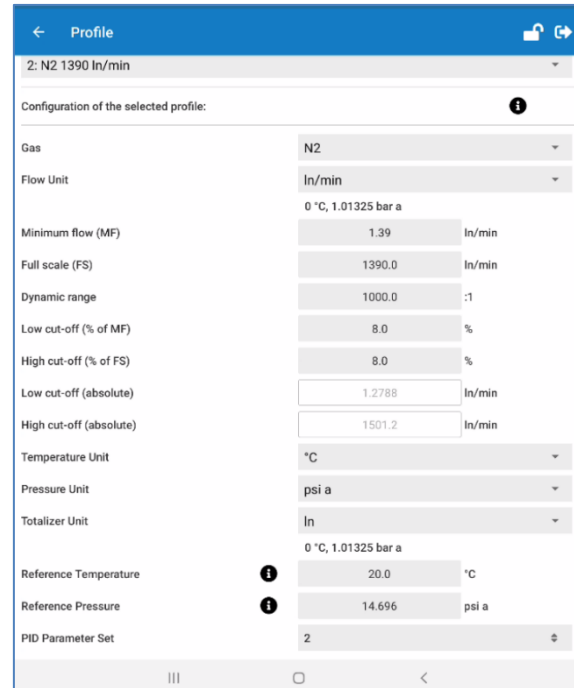 Profile
2: N2 1390 ln/min
Configuration of the selected profile:
Gas N2
Flow Unit ln/min
0 °C, 1.01325 bar a
Minimum flow (MF) 1.39 ln/min
Full scale (FS) 1390.0 ln/min
Dynamic range 1000.0 :1
Low cut-off (% of MF) 8.0 %
High cut-off (% of FS) 8.0 %
Low cut-off (absolute) 1.2788 ln/min
High cut-off (absolute) 1501.2 ln/min
Temperature Unit °C
Pressure Unit psi a
Totalizer Unit ln
0 °C, 1.01325 bar a
Reference Temperature 20.0 °C
Reference Pressure 14.696 psi a
PID Parameter Set 2